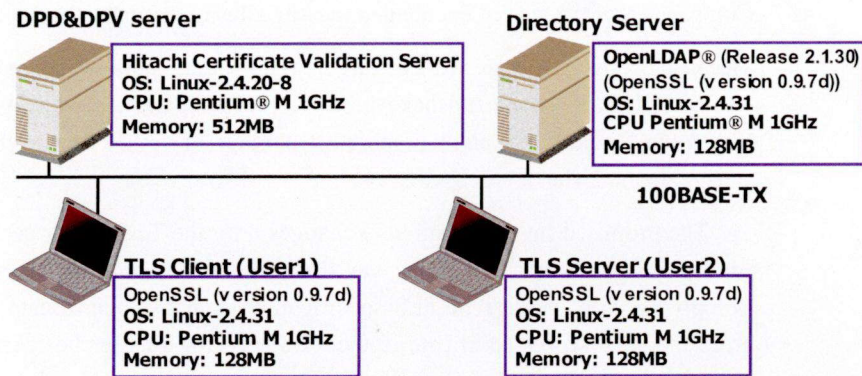 DPD&DPV server
Hitachi Certificate Validation Server
OS: Linux-2.4.20-8
CPU: Pentium® M 1GHz
Memory: 512MB
Directory Server
OpenLDAP® (Release 2.1.30)
(OpenSSL (version 0.9.7d))
OS: Linux-2.4.31
CPU Pentium® M 1GHz
Memory: 128MB
100BASE-TX
TLS Client (User1)
OpenSSL (version 0.9.7d)
OS: Linux-2.4.31
CPU: Pentium M 1GHz
Memory: 128MB
TLS Server (User2)
OpenSSL (version 0.9.7d)
OS: Linux-2.4.31
CPU: Pentium M 1GHz
Memory: 128MB